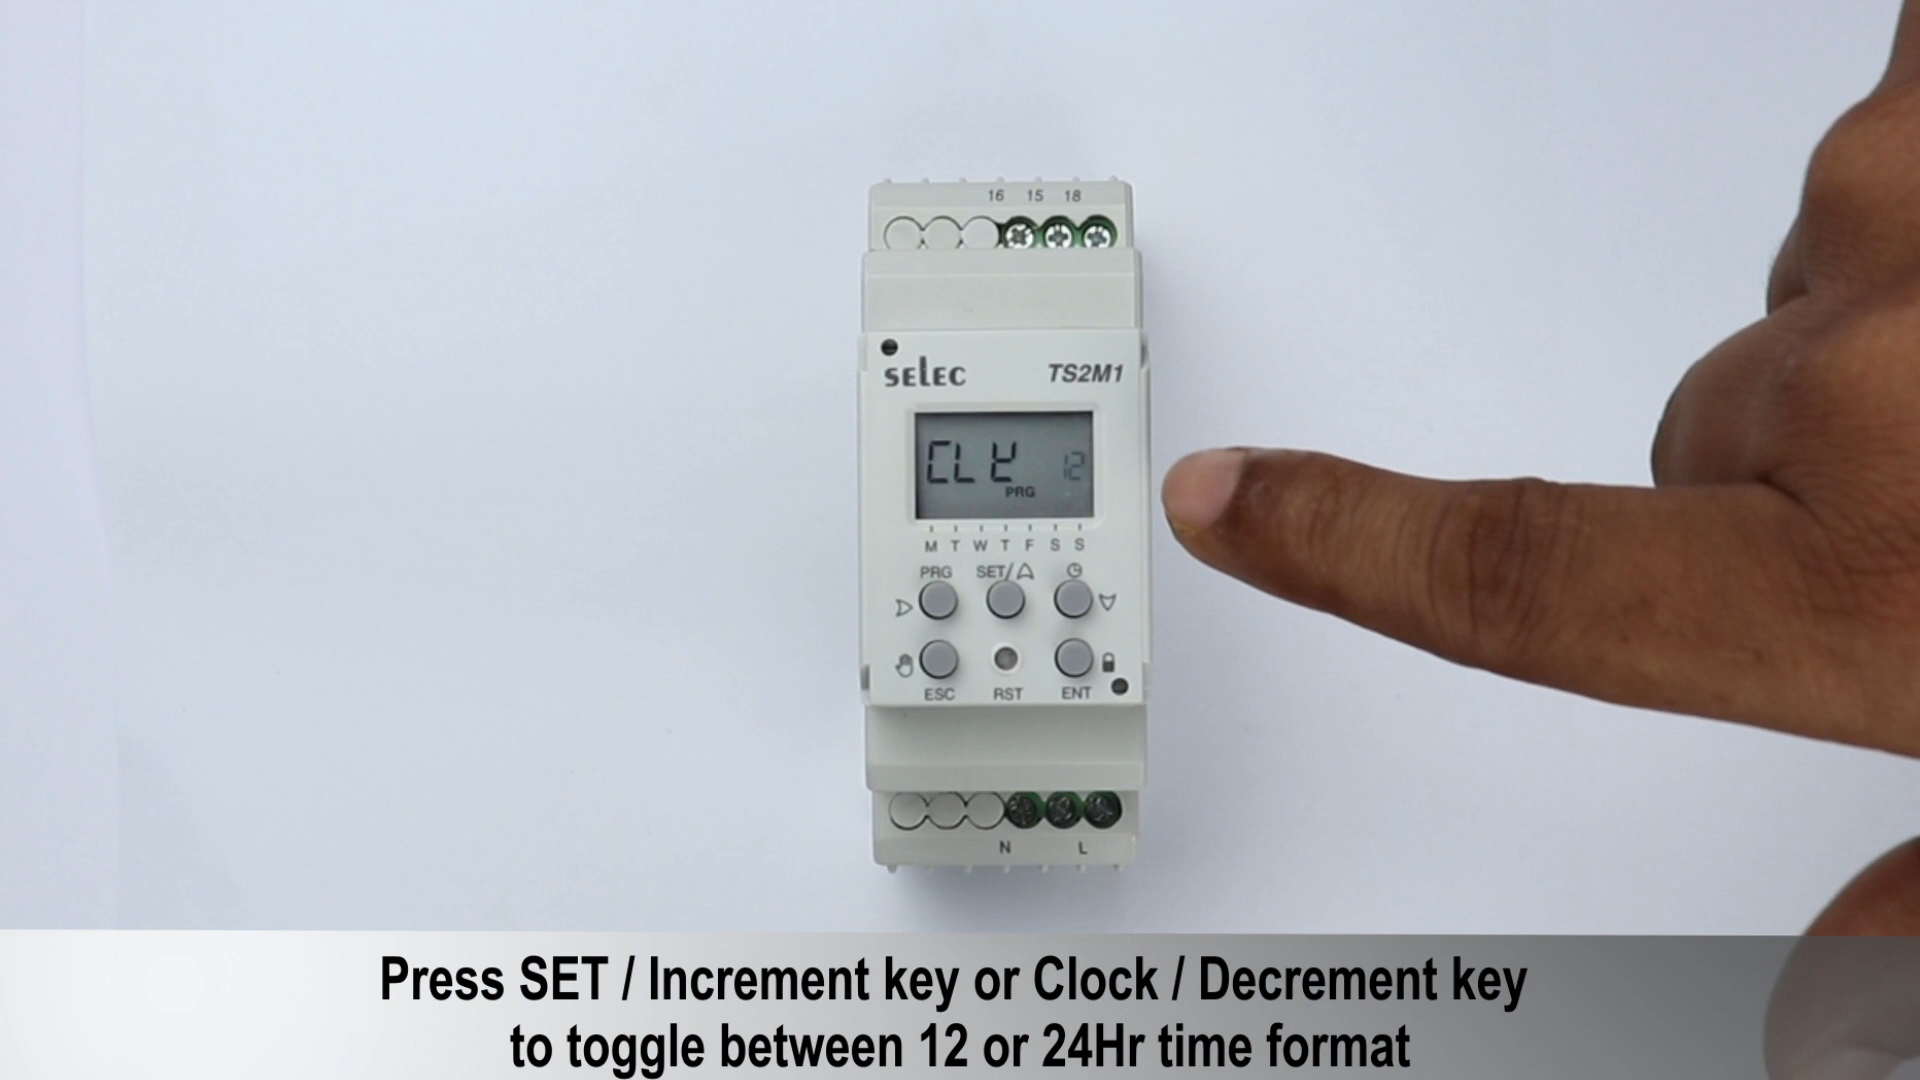 16 15 18
selec TS2M1
CLK 12
PRG
M T W T F S S
PRG SET/
ESC RST ENT
N L
Press SET / Increment key or Clock / Decrement key
to toggle between 12 or 24Hr time format